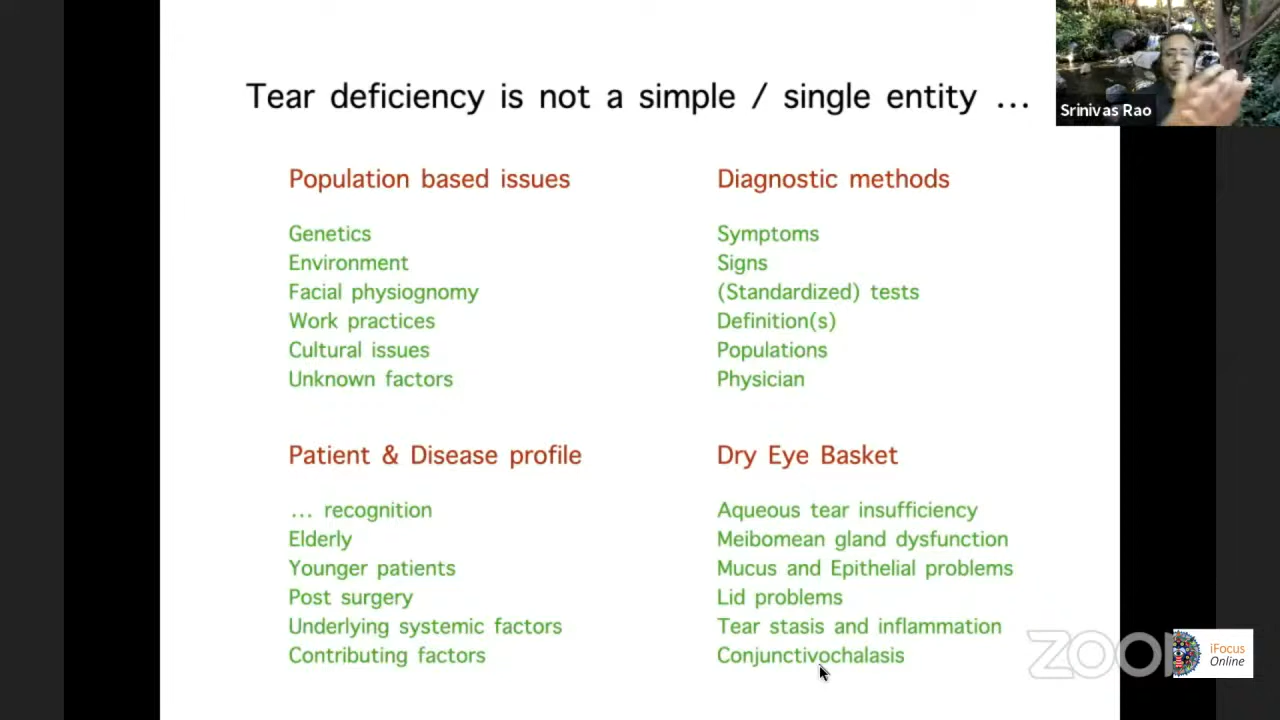 Tear deficiency is not a simple / single entity ...
Srinivas Rao
Population based issues
Genetics
Environment
Facial physiognomy
Work practices
Cultural issues
Unknown factors
Diagnostic methods
Symptoms
Signs
(Standardized) tests
Definition(s)
Populations
Physician
Patient & Disease profile
... recognition
Elderly
Younger patients
Post surgery
Underlying systemic factors
Contributing factors
Dry Eye Basket
Aqueous tear insufficiency
Meibomean gland dysfunction
Mucus and Epithelial problems
Lid problems
Tear stasis and inflammation
Conjunctivochalasis
iFocus
Online